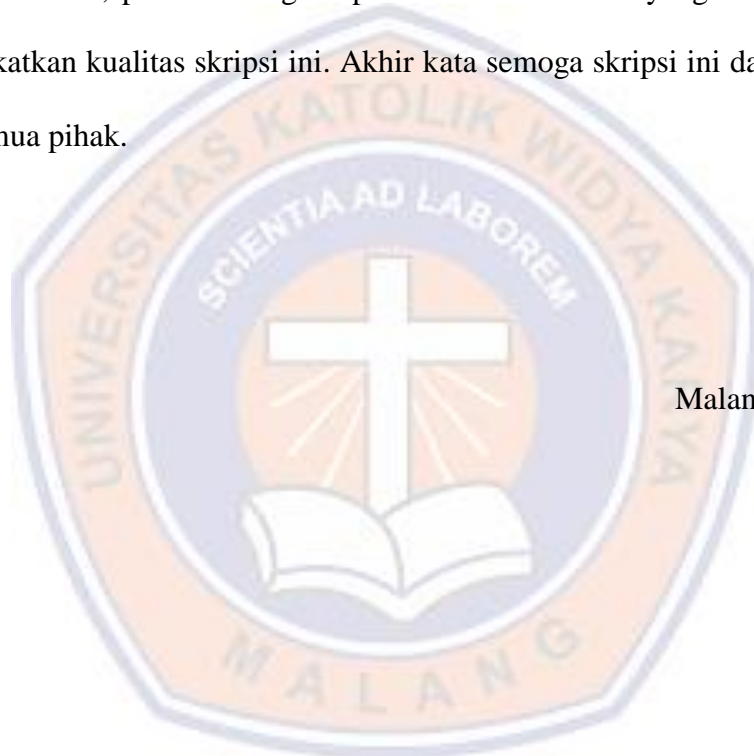 katkan kualitas skripsi ini. Akhir kata semoga skripsi ini da
nua pihak.
UNIVERSITAS KATOLIK WIDYA KARYA
SCIENTIA AD LABOREM
Malan
MALANG